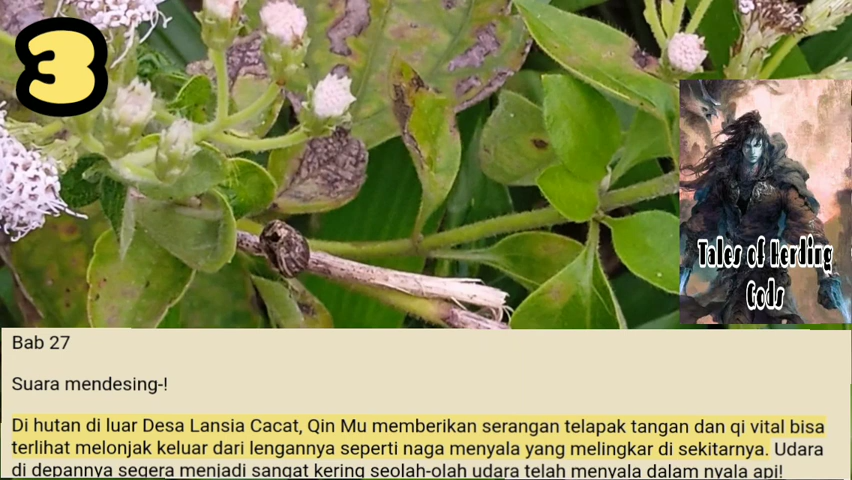 3
Tales of Herding
Gods
Bab 27
Suara mendesing-!
Di hutan di luar Desa Lansia Cacat, Qin Mu memberikan serangan telapak tangan dan qi vital bisa
terlihat melonjak keluar dari lengannya seperti naga menyala yang melingkar di sekitarnya. Udara
di depannya segera menjadi sangat kering seolah-olah udara telah menyala dalam nyala api!